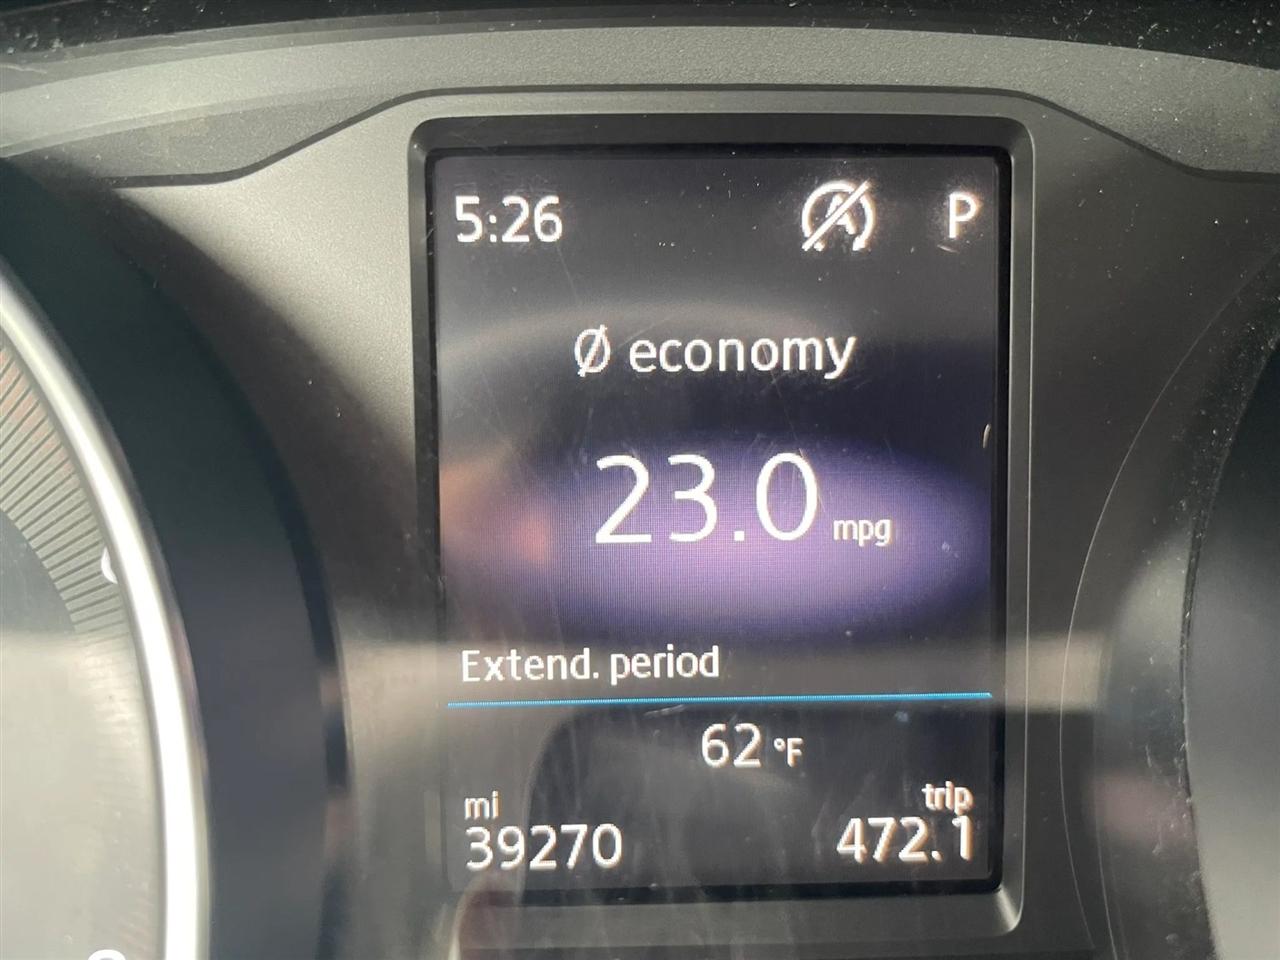 5:26 P
Ø economy
23.0 mpg
Extend. period
62 °F
mi trip
39270 472.1